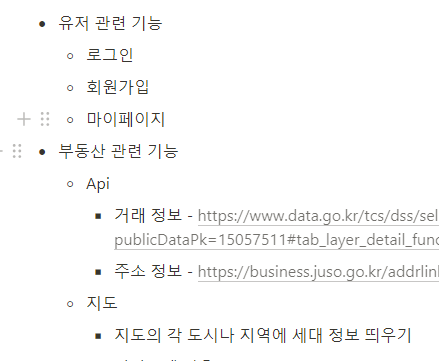 유저 관련 기능
로그인
회원가입
마이페이지
부동산 관련 기능
Api
거래 정보 - https://www.data.go.kr/tcs/dss/sel
publicDataPk=15057511#tab_layer_detail_func
주소 정보 - https://business.juso.go.kr/addrlink
지도
지도의 각 도시나 지역에 세대 정보 띄우기